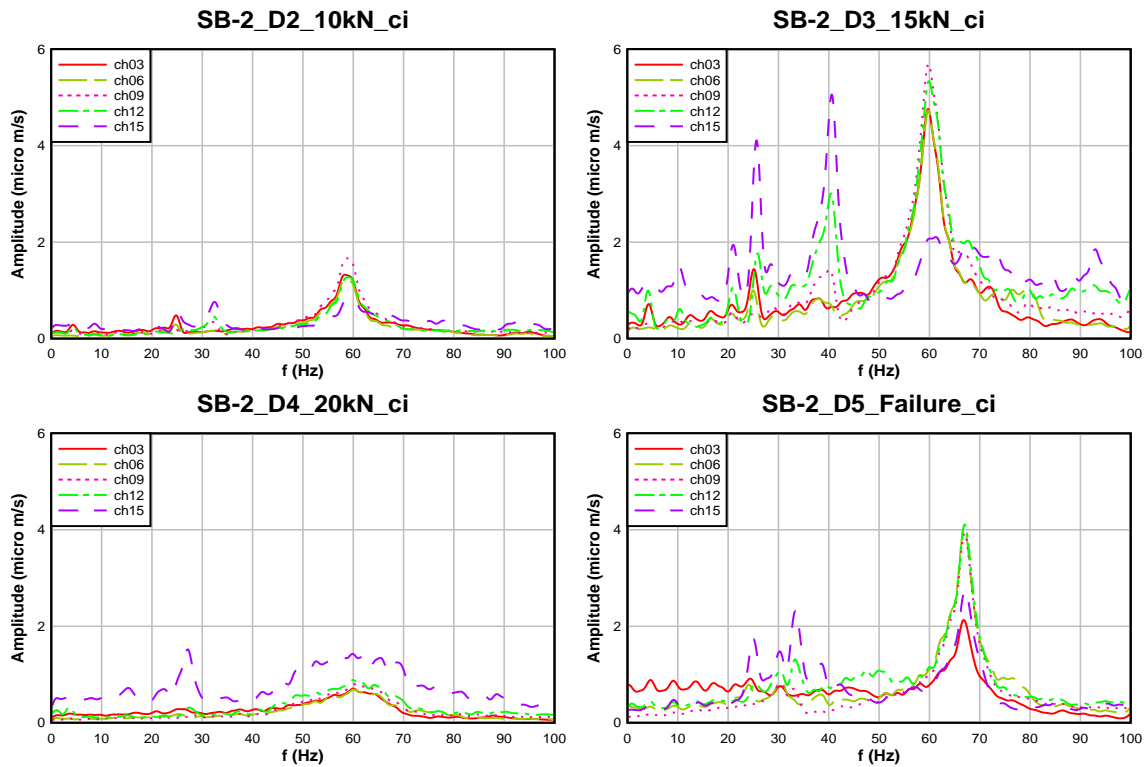 SB-2_D2_10kN_ci
6
4
2
0
Amplitude (micro m/s)
ch03
ch06
ch09
ch12
ch15
0 10 20 30 40 50 60 70 80 90 100
f (Hz)
SB-2_D3_15kN_ci
6
4
2
0
Amplitude (micro m/s)
ch03
ch06
ch09
ch12
ch15
0 10 20 30 40 50 60 70 80 90 100
f (Hz)
SB-2_D4_20kN_ci
6
4
2
0
Amplitude (micro m/s)
ch03
ch06
ch09
ch12
ch15
0 10 20 30 40 50 60 70 80 90 100
f (Hz)
SB-2_D5_Failure_ci
6
4
2
0
Amplitude (micro m/s)
ch03
ch06
ch09
ch12
ch15
0 10 20 30 40 50 60 70 80 90 100
f (Hz)